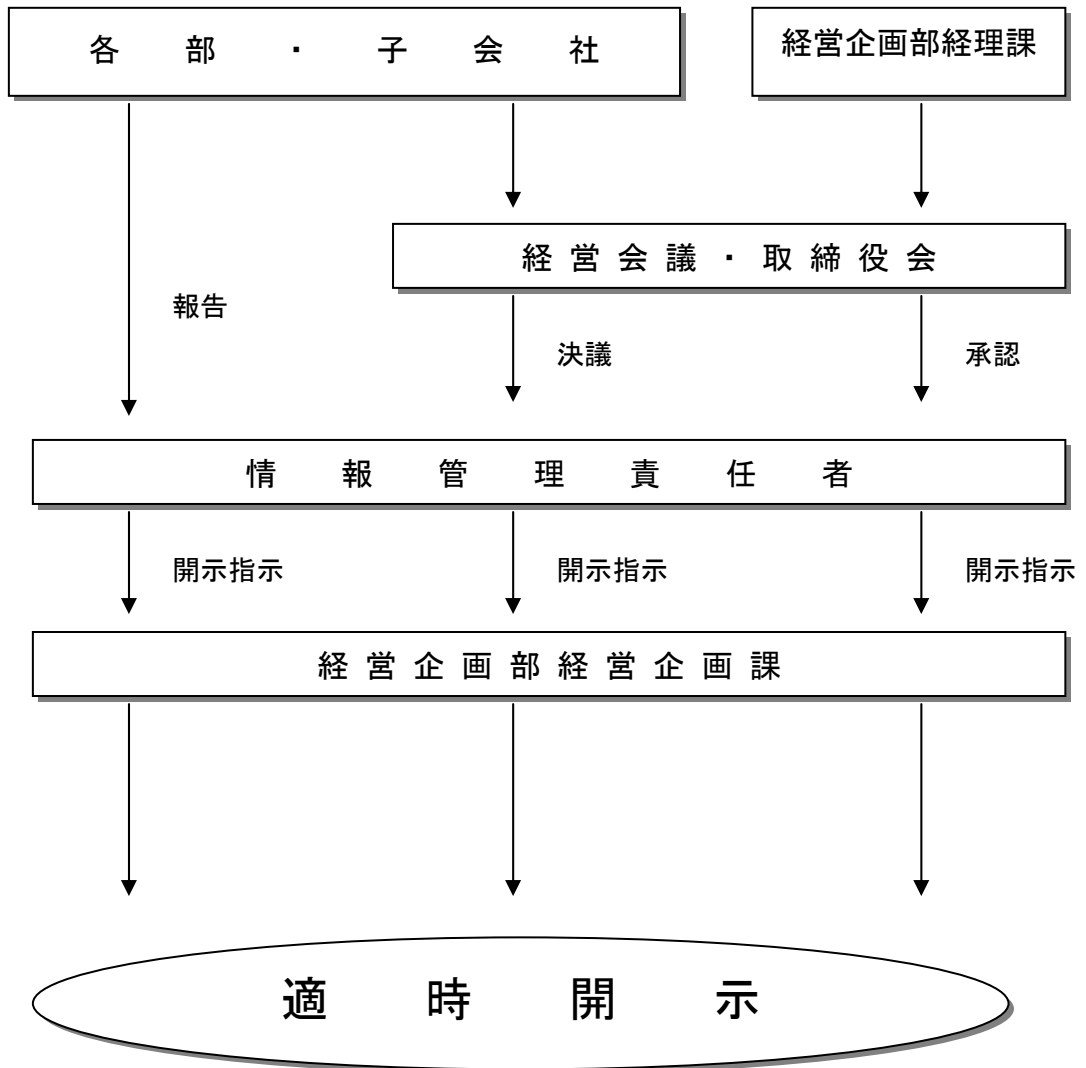 各部・子会社
経営企画部経理課
経営会議・取締役会
報告
決議
承認
情報管理責任者
開示指示
開示指示
開示指示
経営企画部経営企画課
適時開示